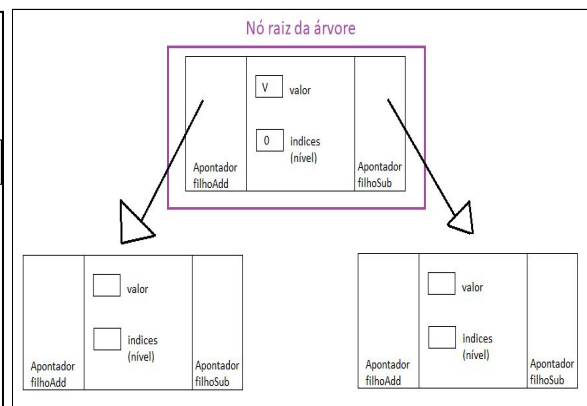 Nó raiz da árvore
V valor
0 indices
(nível)
Apontador
filhoAdd
Apontador
filhoSub
valor
indices
(nível)
Apontador
filhoAdd
Apontador
filhoSub
valor
indices
(nível)
Apontador
filhoAdd
Apontador
filhoSub